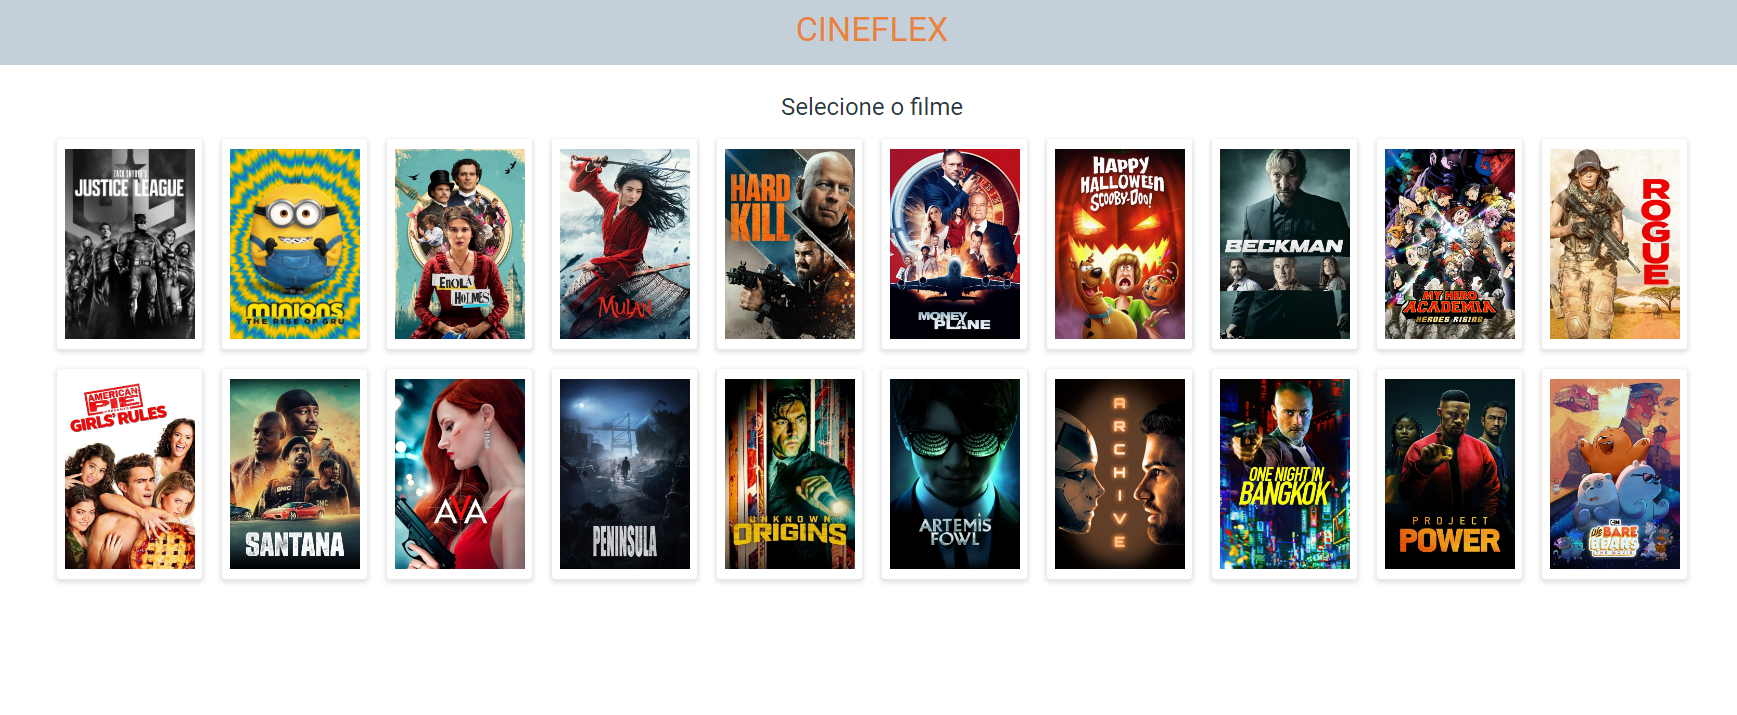 CINEFLEX
Selecione o filme
ZACK SNYDER'S
JUSTICE LEAGUE
MINIONS
THE RISE OF GRU
ENOLA
HOLMES
MULAN
HARD
KILL
MONEY
PLANE
HAPPY
HALLOWEEN
SCOOBY-DOO!
BECKMAN
MY HERO
ACADEMIA
HEROES RISING
ROGUE
AMERICAN
PIE
PRESENTS
GIRLS' RULES
SANTANA
AVA
PENINSULA
UNKNOWN
ORIGINS
ARTEMIS
FOWL
ARCHIVE
ONE NIGHT IN
BANGKOK
PROJECT
POWER
CN
WE BARE
BEARS
THE MOVIE